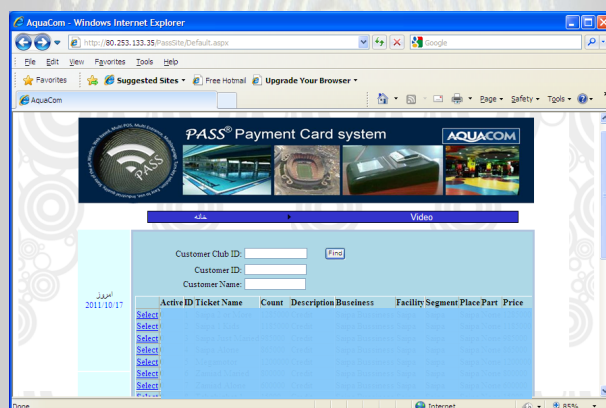 AquaCom - Windows Internet Explorer
http://80.253.133.35/PassSite/Default.aspx
Google
File Edit View Favorites Tools Help
Favorites Suggested Sites Free Hotmail Upgrade Your Browser
AquaCom
Page Safety Tools
PASS® Payment Card system
AQUACOM
PASS
خانه Video
Customer Club ID: Find
Customer ID:
Customer Name:
امروز
2011/10/17
Active ID Ticket Name Count Description Buseiness Facility Segment Place Part Price
Select
Select
Select
Select
Select
Select
Select
Select
Done Internet 85%